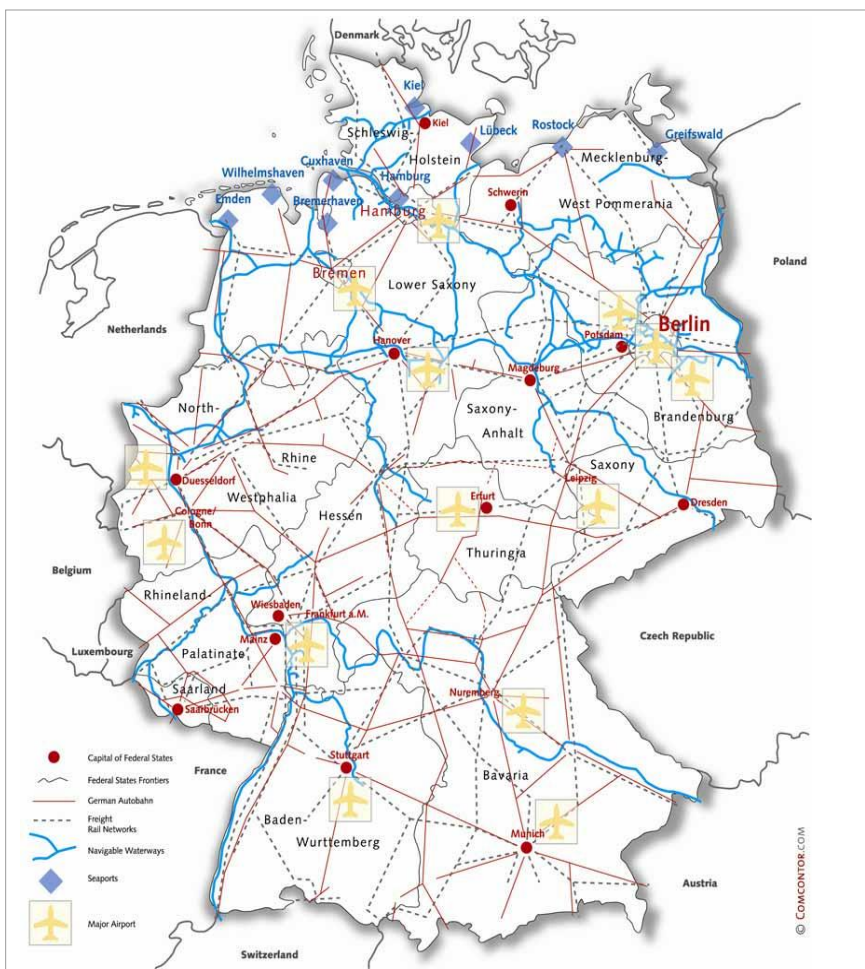 Denmark
Kiel
Kiel
Schleswig-
Holstein
Lübeck
Rostock
Greifswald
Mecklenburg-
West Pommerania
Cuxhaven
Wilhelmshaven
Emden
Bremerhaven
Hamburg
Hamburg
Schwerin
Bremen
Lower Saxony
Poland
Netherlands
Berlin
Potsdam
Hanover
Magdeburg
Brandenburg
North-
Rhine
Westphalia
Saxony-
Anhalt
Saxony
Leipzig
Duesseldorf
Cologne/
Bonn
Hessen
Erfurt
Dresden
Thuringia
Belgium
Rhineland-
Palatinate
Wiesbaden
Frankfurt a.M.
Mainz
Czech Republic
Luxembourg
Saarland
Saarbrücken
Nuremberg
France
Stuttgart
Bavaria
Baden-
Wurttemberg
Munich
Austria
Switzerland
Capital of Federal States
Federal States Frontiers
German Autobahn
Freight
Rail Networks
Navigable Waterways
Seaports
Major Airport
© COMCONTOR.COM